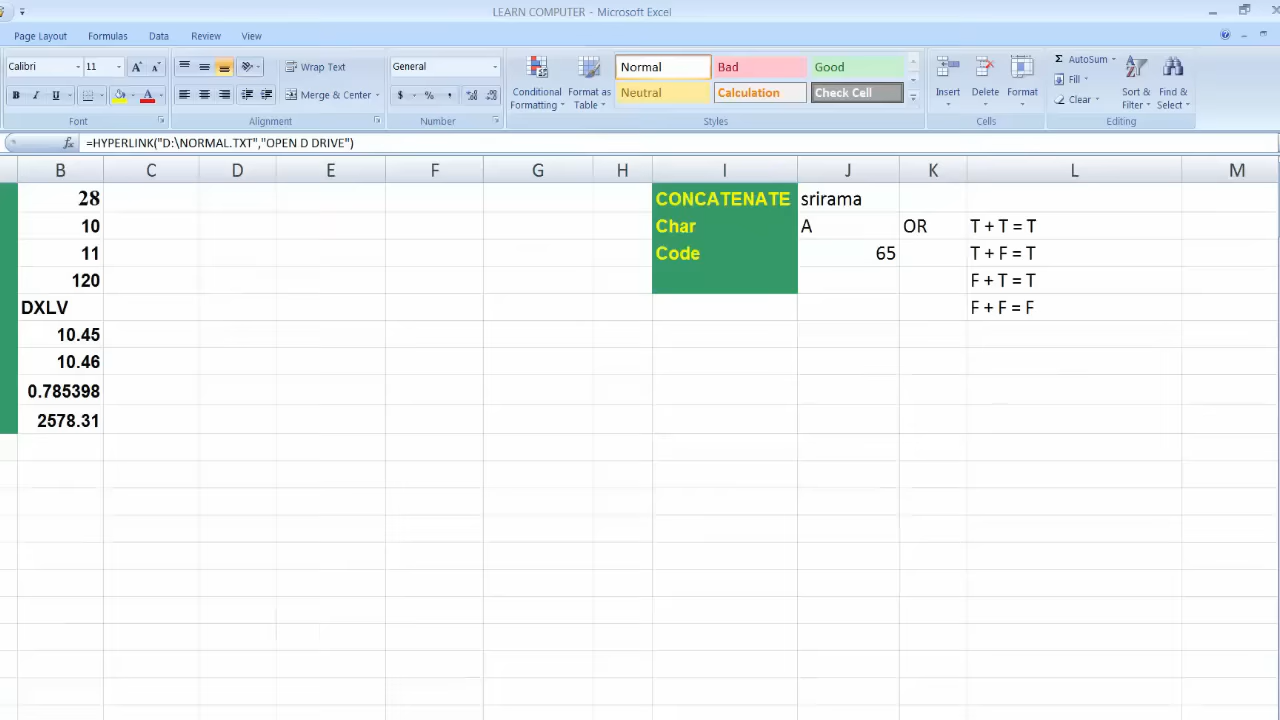 LEARN COMPUTER - Microsoft Excel
Page Layout Formulas Data Review View
Calibri 11 A A Wrap Text General Normal Bad Good AutoSum
B I U A Merge & Center $ % , Conditional Formatting Format as Table Neutral Calculation Check Cell Insert Delete Format Fill Clear Sort & Filter Find & Select
Font Alignment Number Styles Cells Editing
fx =HYPERLINK("D:\NORMAL.TXT","OPEN D DRIVE")
B C D E F G H I J K L M
28 CONCATENATE srirama
10 Char A OR T + T = T
11 Code 65 T + F = T
120 F + T = T
DXLV F + F = F
10.45
10.46
0.785398
2578.31